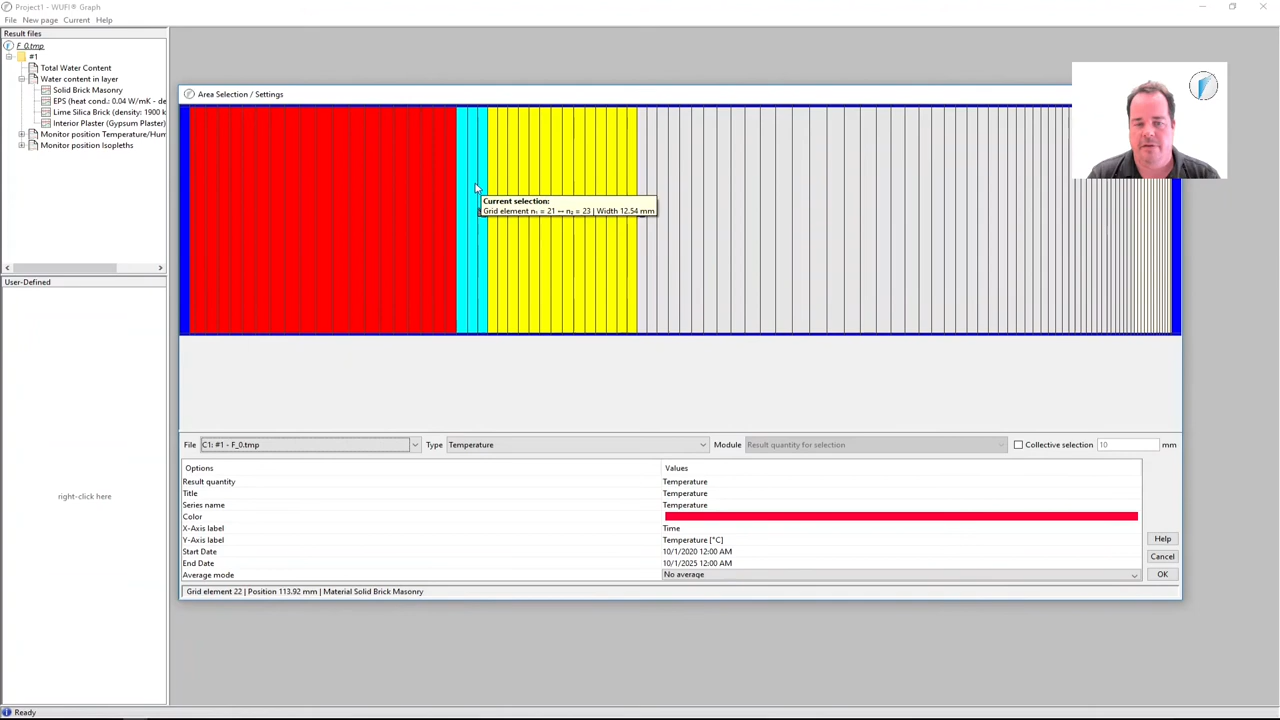 Project1 - WUFI® Graph
File New page Current Help
Result files
F_0.tmp
#1
Total Water Content
Water content in layer
Solid Brick Masonry
EPS (heat cond.: 0.04 W/mK - de
Lime Silica Brick (density: 1900 k
Interior Plaster (Gypsum Plaster)
Monitor position Temperature/Hum
Monitor position Isopleths
User-Defined
right-click here
Area Selection / Settings
Current selection:
Grid element n₁ = 21 ↔ n₂ = 23 | Width 12.54 mm
File C1: #1 - F_0.tmp Type Temperature Module Result quantity for selection Collective selection 10 mm
Options Values
Result quantity Temperature
Title Temperature
Series name Temperature
Color
X-Axis label Time
Y-Axis label Temperature [°C]
Start Date 10/1/2020 12:00 AM
End Date 10/1/2025 12:00 AM
Average mode No average
Help
Cancel
OK
Grid element 22 | Position 113.92 mm | Material Solid Brick Masonry
Ready